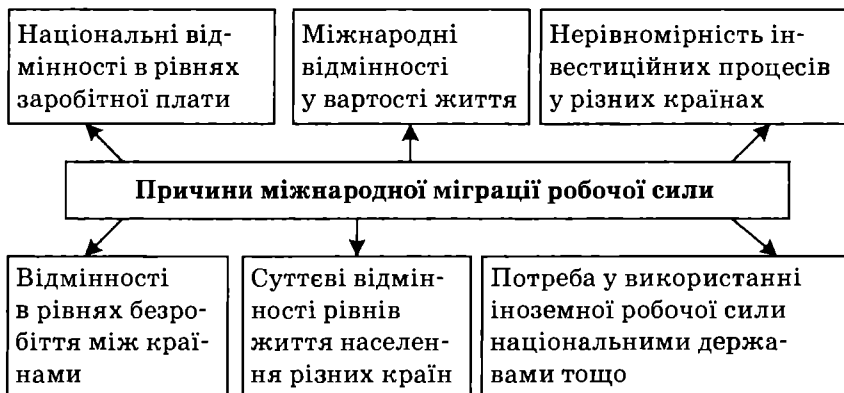 Національні від-
мінності в рівнях
заробітної плати
Міжнародні
відмінності
у вартості життя
Нерівномірність ін-
вестиційних процесів
у різних країнах
Причини міжнародної міграції робочої сили
Відмінності
в рівнях безро-
біття між краї-
нами
Суттєві відмін-
ності рівнів
життя населен-
ня різних країн
Потреба у використанні
іноземної робочої сили
національними держа-
вами тощо